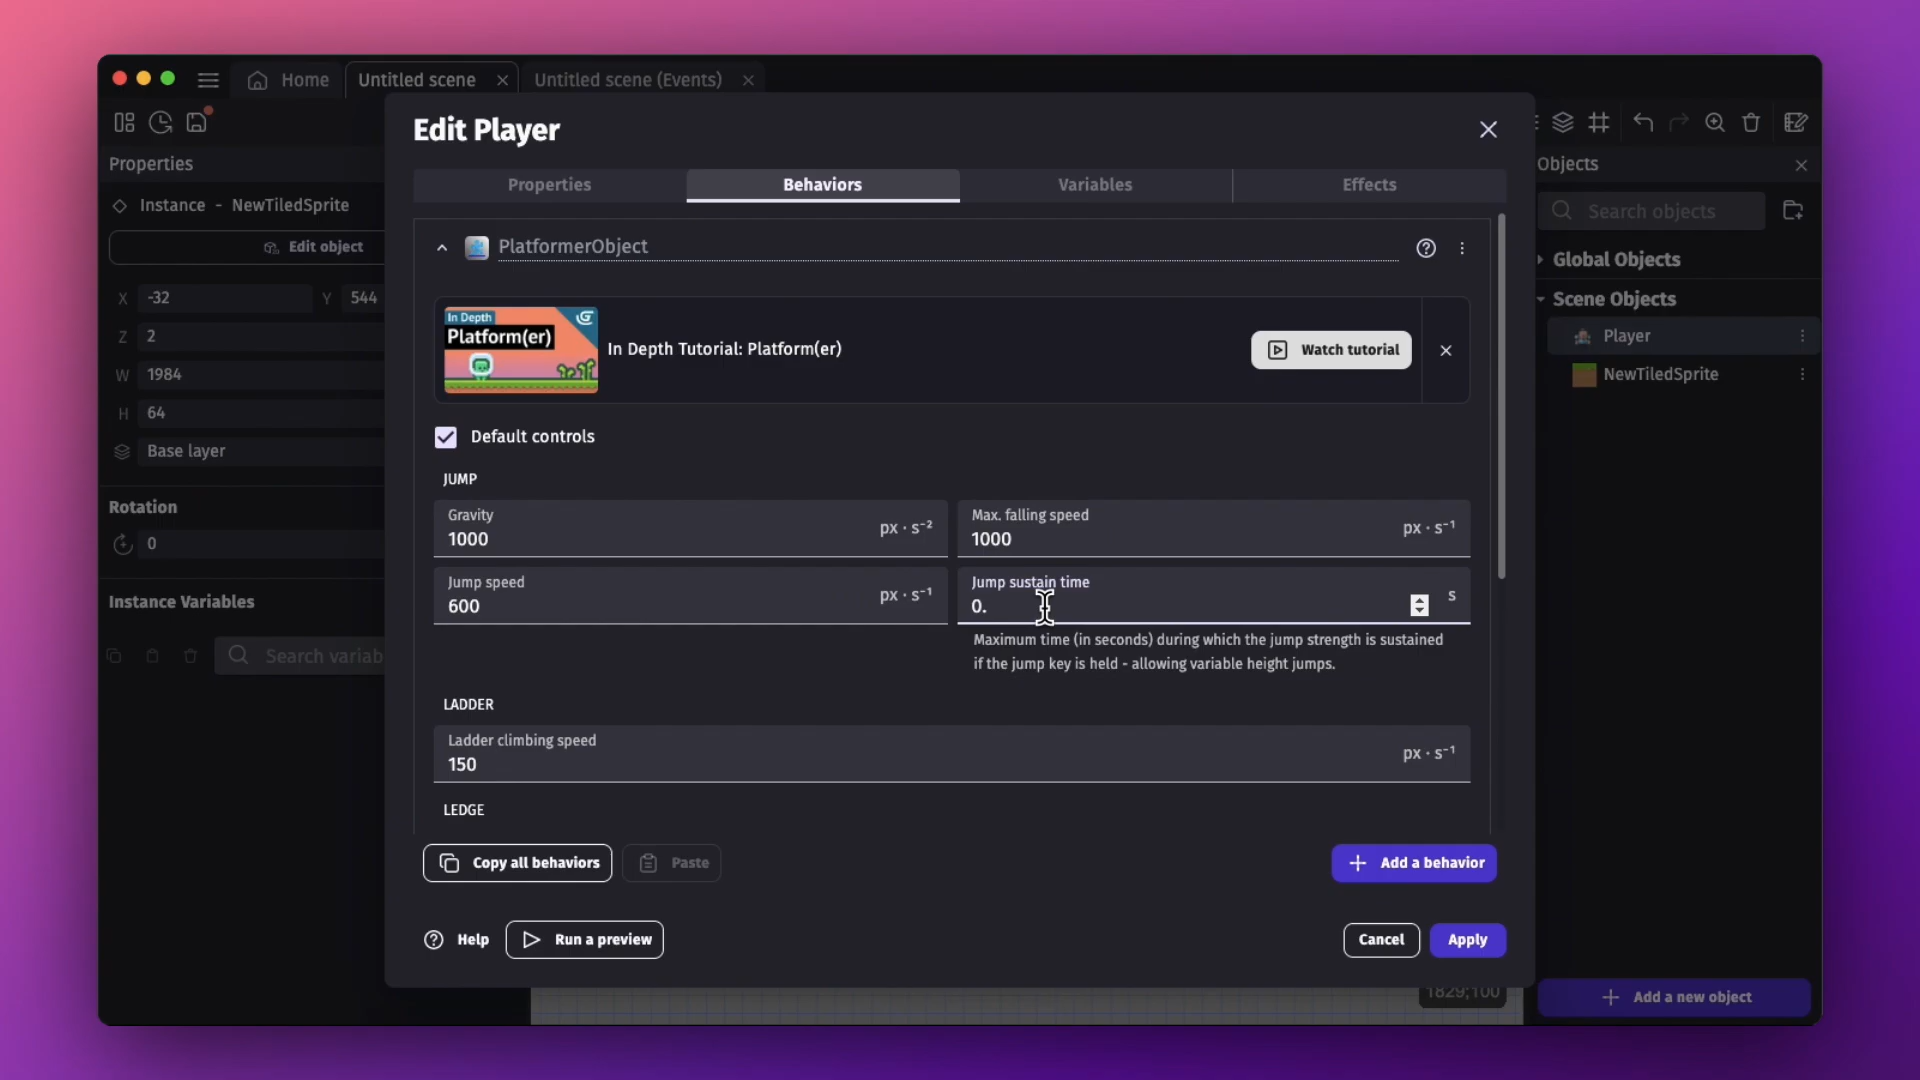 Home
Untitled scene
Untitled scene (Events)
Edit Player
Properties
Objects
Properties
Behaviors
Variables
Effects
Instance - NewTiledSprite
Search objects
Edit object
PlatformerObject
Global Objects
X -32 Y 544
Scene Objects
In Depth
Platform(er)
In Depth Tutorial: Platform(er)
Watch tutorial
Player
Z 2
W 1984
NewTiledSprite
H 64
Default controls
Base layer
JUMP
Rotation
Gravity
1000
px · s⁻²
Max. falling speed
1000
px · s⁻¹
0
Jump speed
600
px · s⁻¹
Jump sustain time
0.
s
Instance Variables
Maximum time (in seconds) during which the jump strength is sustained
if the jump key is held - allowing variable height jumps.
Search variab
LADDER
Ladder climbing speed
150
px · s⁻¹
LEDGE
Copy all behaviors
Paste
Add a behavior
Help
Run a preview
Cancel
Apply
1829;100
Add a new object